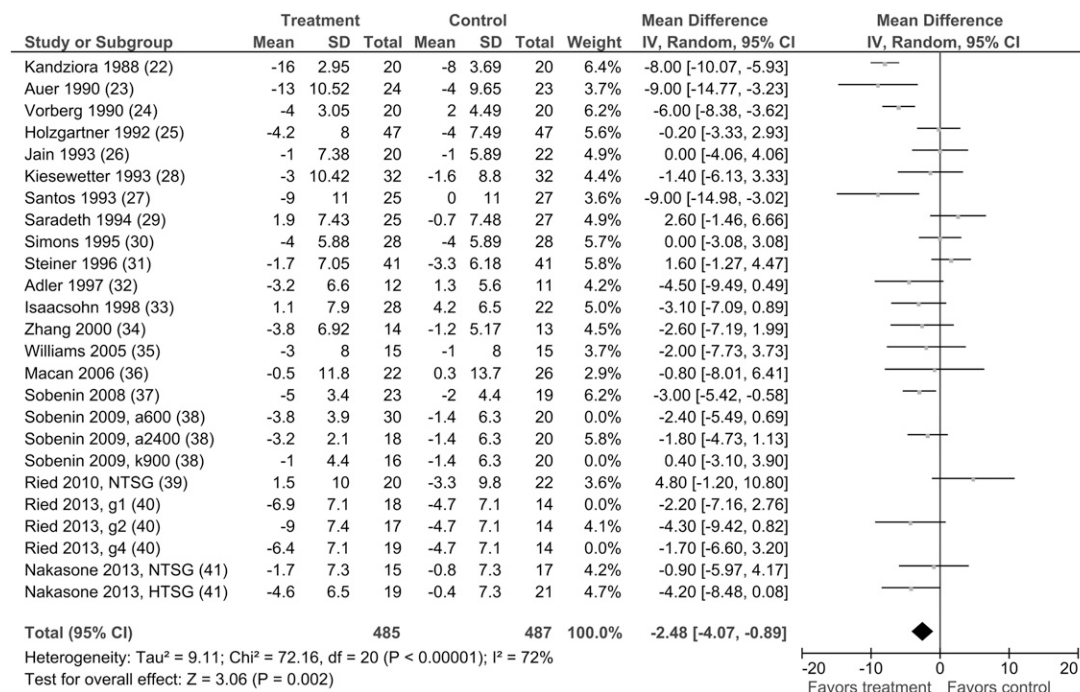 Treatment Control Mean Difference Mean Difference
Study or Subgroup Mean SD Total Mean SD Total Weight IV, Random, 95% CI IV, Random, 95% CI
Kandziora 1988 (22) -16 2.95 20 -8 3.69 20 6.4% -8.00 [-10.07, -5.93]
Auer 1990 (23) -13 10.52 24 -4 9.65 23 3.7% -9.00 [-14.77, -3.23]
Vorberg 1990 (24) -4 3.05 20 2 4.49 20 6.2% -6.00 [-8.38, -3.62]
Holzgartner 1992 (25) -4.2 8 47 -4 7.49 47 5.6% -0.20 [-3.33, 2.93]
Jain 1993 (26) -1 7.38 20 -1 5.89 22 4.9% 0.00 [-4.06, 4.06]
Kiesewetter 1993 (28) -3 10.42 32 -1.6 8.8 32 4.4% -1.40 [-6.13, 3.33]
Santos 1993 (27) -9 11 25 0 11 27 3.6% -9.00 [-14.98, -3.02]
Saradeth 1994 (29) 1.9 7.43 25 -0.7 7.48 27 4.9% 2.60 [-1.46, 6.66]
Simons 1995 (30) -4 5.88 28 -4 5.89 28 5.7% 0.00 [-3.08, 3.08]
Steiner 1996 (31) -1.7 7.05 41 -3.3 6.18 41 5.8% 1.60 [-1.27, 4.47]
Adler 1997 (32) -3.2 6.6 12 1.3 5.6 11 4.2% -4.50 [-9.49, 0.49]
Isaacsohn 1998 (33) 1.1 7.9 28 4.2 6.5 22 4.9% -3.10 [-7.09, 0.89]
Zhang 2000 (34) -3.8 6.92 14 -1.2 5.17 13 4.5% -2.60 [-7.19, 1.99]
Williams 2005 (35) -3 8 15 -1 8 15 3.7% -2.00 [-7.73, 3.73]
Macan 2006 (36) -0.5 11.8 22 0.3 13.7 26 2.9% -0.80 [-8.01, 6.41]
Sobenin 2008 (37) -5 3.4 23 -2 4.4 19 6.2% -3.00 [-5.42, -0.58]
Sobenin 2009, a600 (38) -3.8 3.9 30 -1.4 6.3 20 0.0% -2.40 [-5.49, 0.69]
Sobenin 2009, a2400 (38) -3.2 2.1 18 -1.4 6.3 20 5.8% -1.80 [-4.73, 1.13]
Sobenin 2009, k900 (38) -1 4.4 16 -1.4 6.3 20 0.0% 0.40 [-3.10, 3.90]
Ried 2010, NTSG (39) 1.5 10 20 -3.3 9.8 22 3.6% 4.80 [-1.20, 10.80]
Ried 2013, g1 (40) -6.9 7.1 18 -4.7 7.1 14 0.0% -2.20 [-7.16, 2.76]
Ried 2013, g2 (40) -9 7.4 17 -4.7 7.1 14 4.1% -4.30 [-9.42, 0.82]
Ried 2013, g4 (40) -6.4 7.1 19 -4.7 7.1 14 0.0% -1.70 [-6.60, 3.20]
Nakasone 2013, NTSG (41) -1.7 7.3 15 -0.8 7.3 17 4.2% -0.90 [-5.97, 4.17]
Nakasone 2013, HTSG (41) -4.6 6.5 19 -0.4 7.3 21 4.7% -4.20 [-8.48, 0.08]
Total (95% CI) 485 487 100.0% -2.48 [-4.07, -0.89]
Heterogeneity: Tau² = 9.11; Chi² = 72.16, df = 20 (P < 0.00001); I² = 72%
Test for overall effect: Z = 3.06 (P = 0.002)
-20 -10 0 10 20
Favors treatment Favors control